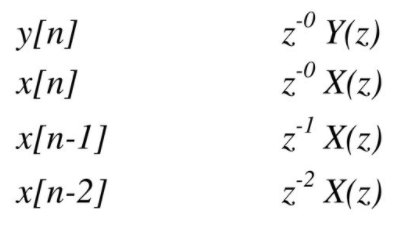 y[n] z⁻⁰ Y(z)
x[n] z⁻⁰ X(z)
x[n-1] z⁻¹ X(z)
x[n-2] z⁻² X(z)